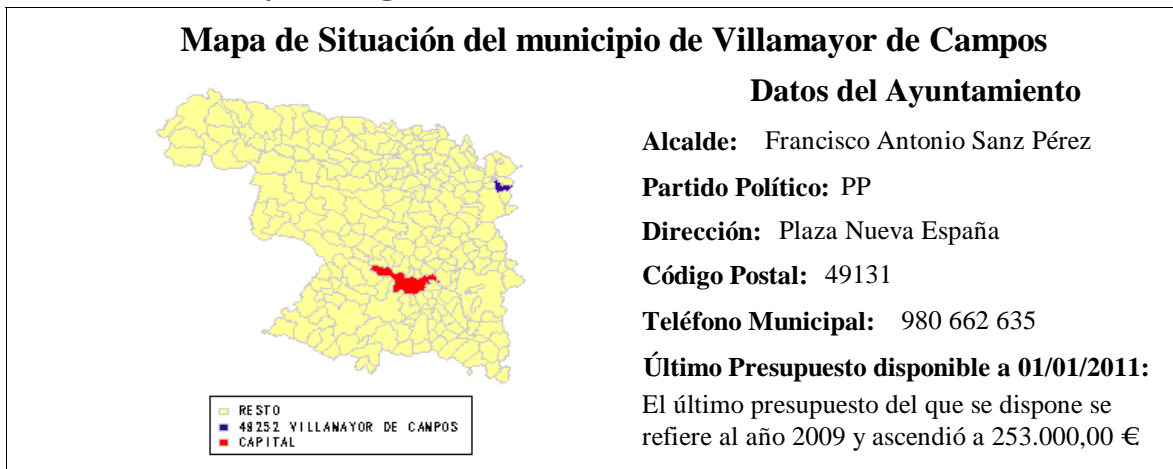 Mapa de Situación del municipio de Villamayor de Campos
Datos del Ayuntamiento
Alcalde: Francisco Antonio Sanz Pérez
Partido Político: PP
Dirección: Plaza Nueva España
Código Postal: 49131
Teléfono Municipal: 980 662 635
Último Presupuesto disponible a 01/01/2011:
El último presupuesto del que se dispone se
refiere al año 2009 y ascendió a 253.000,00 €
RESTO
49252 VILLAMAYOR DE CAMPOS
CAPITAL